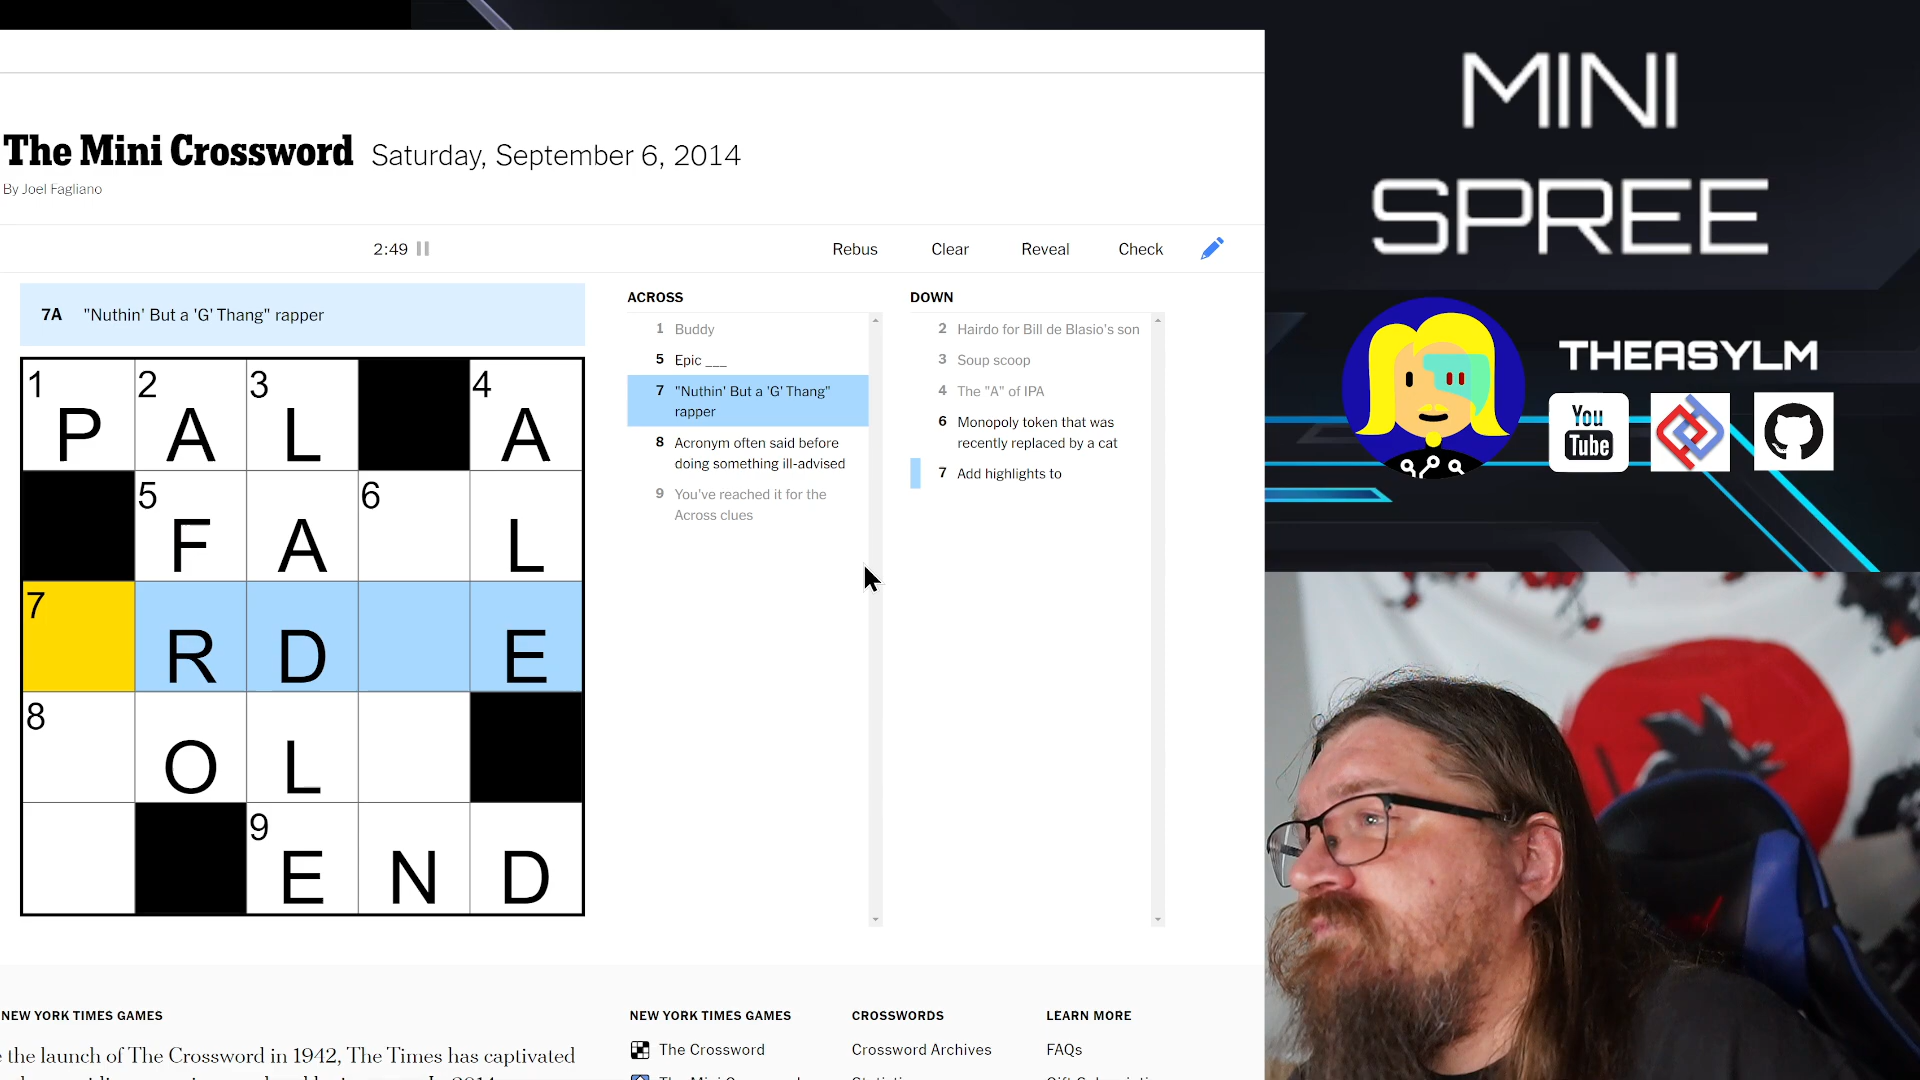 MINI
SPREE
THEASYLM
You
Tube
The Mini Crossword Saturday, September 6, 2014
By Joel Fagliano
2:49
Rebus Clear Reveal Check
7A "Nuthin' But a 'G' Thang" rapper
1 P 2 A 3 L 4 A
5 F A 6 L
7 R D E
8 O L
9 E N D
ACROSS
1 Buddy
5 Epic ___
7 "Nuthin' But a 'G' Thang"
rapper
8 Acronym often said before
doing something ill-advised
9 You've reached it for the
Across clues
DOWN
2 Hairdo for Bill de Blasio's son
3 Soup scoop
4 The "A" of IPA
6 Monopoly token that was
recently replaced by a cat
7 Add highlights to
NEW YORK TIMES GAMES
the launch of The Crossword in 1942, The Times has captivated
NEW YORK TIMES GAMES
The Crossword
CROSSWORDS
Crossword Archives
LEARN MORE
FAQs